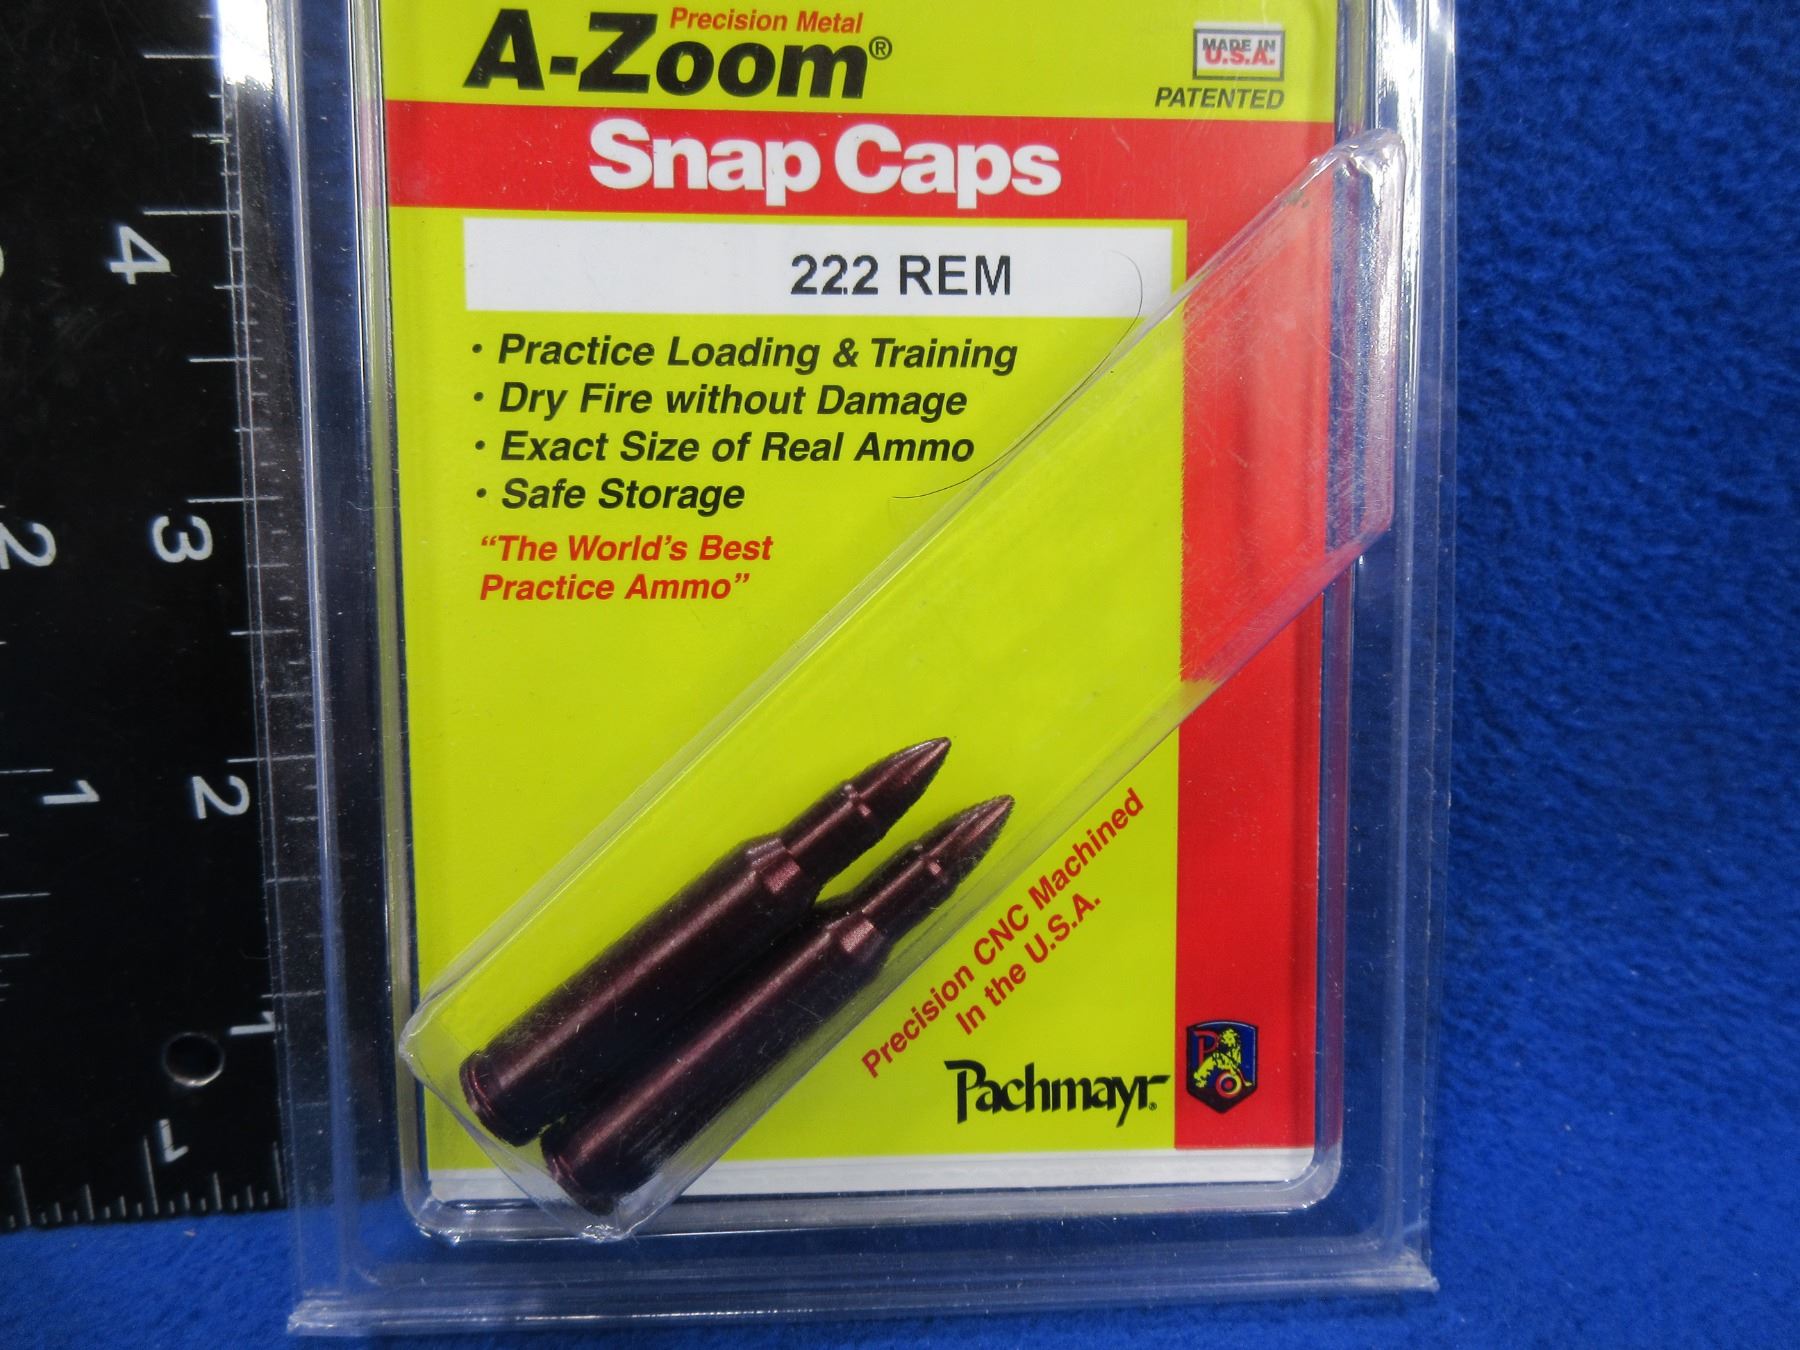 Precision Metal
A-Zoom®
MADE IN
U.S.A.
PATENTED
Snap Caps
222 REM
• Practice Loading & Training
• Dry Fire without Damage
• Exact Size of Real Ammo
• Safe Storage
“The World’s Best
Practice Ammo”
Precision CNC Machined
In the U.S.A.
Pachmayr®
P
4
3
2
1
2
1